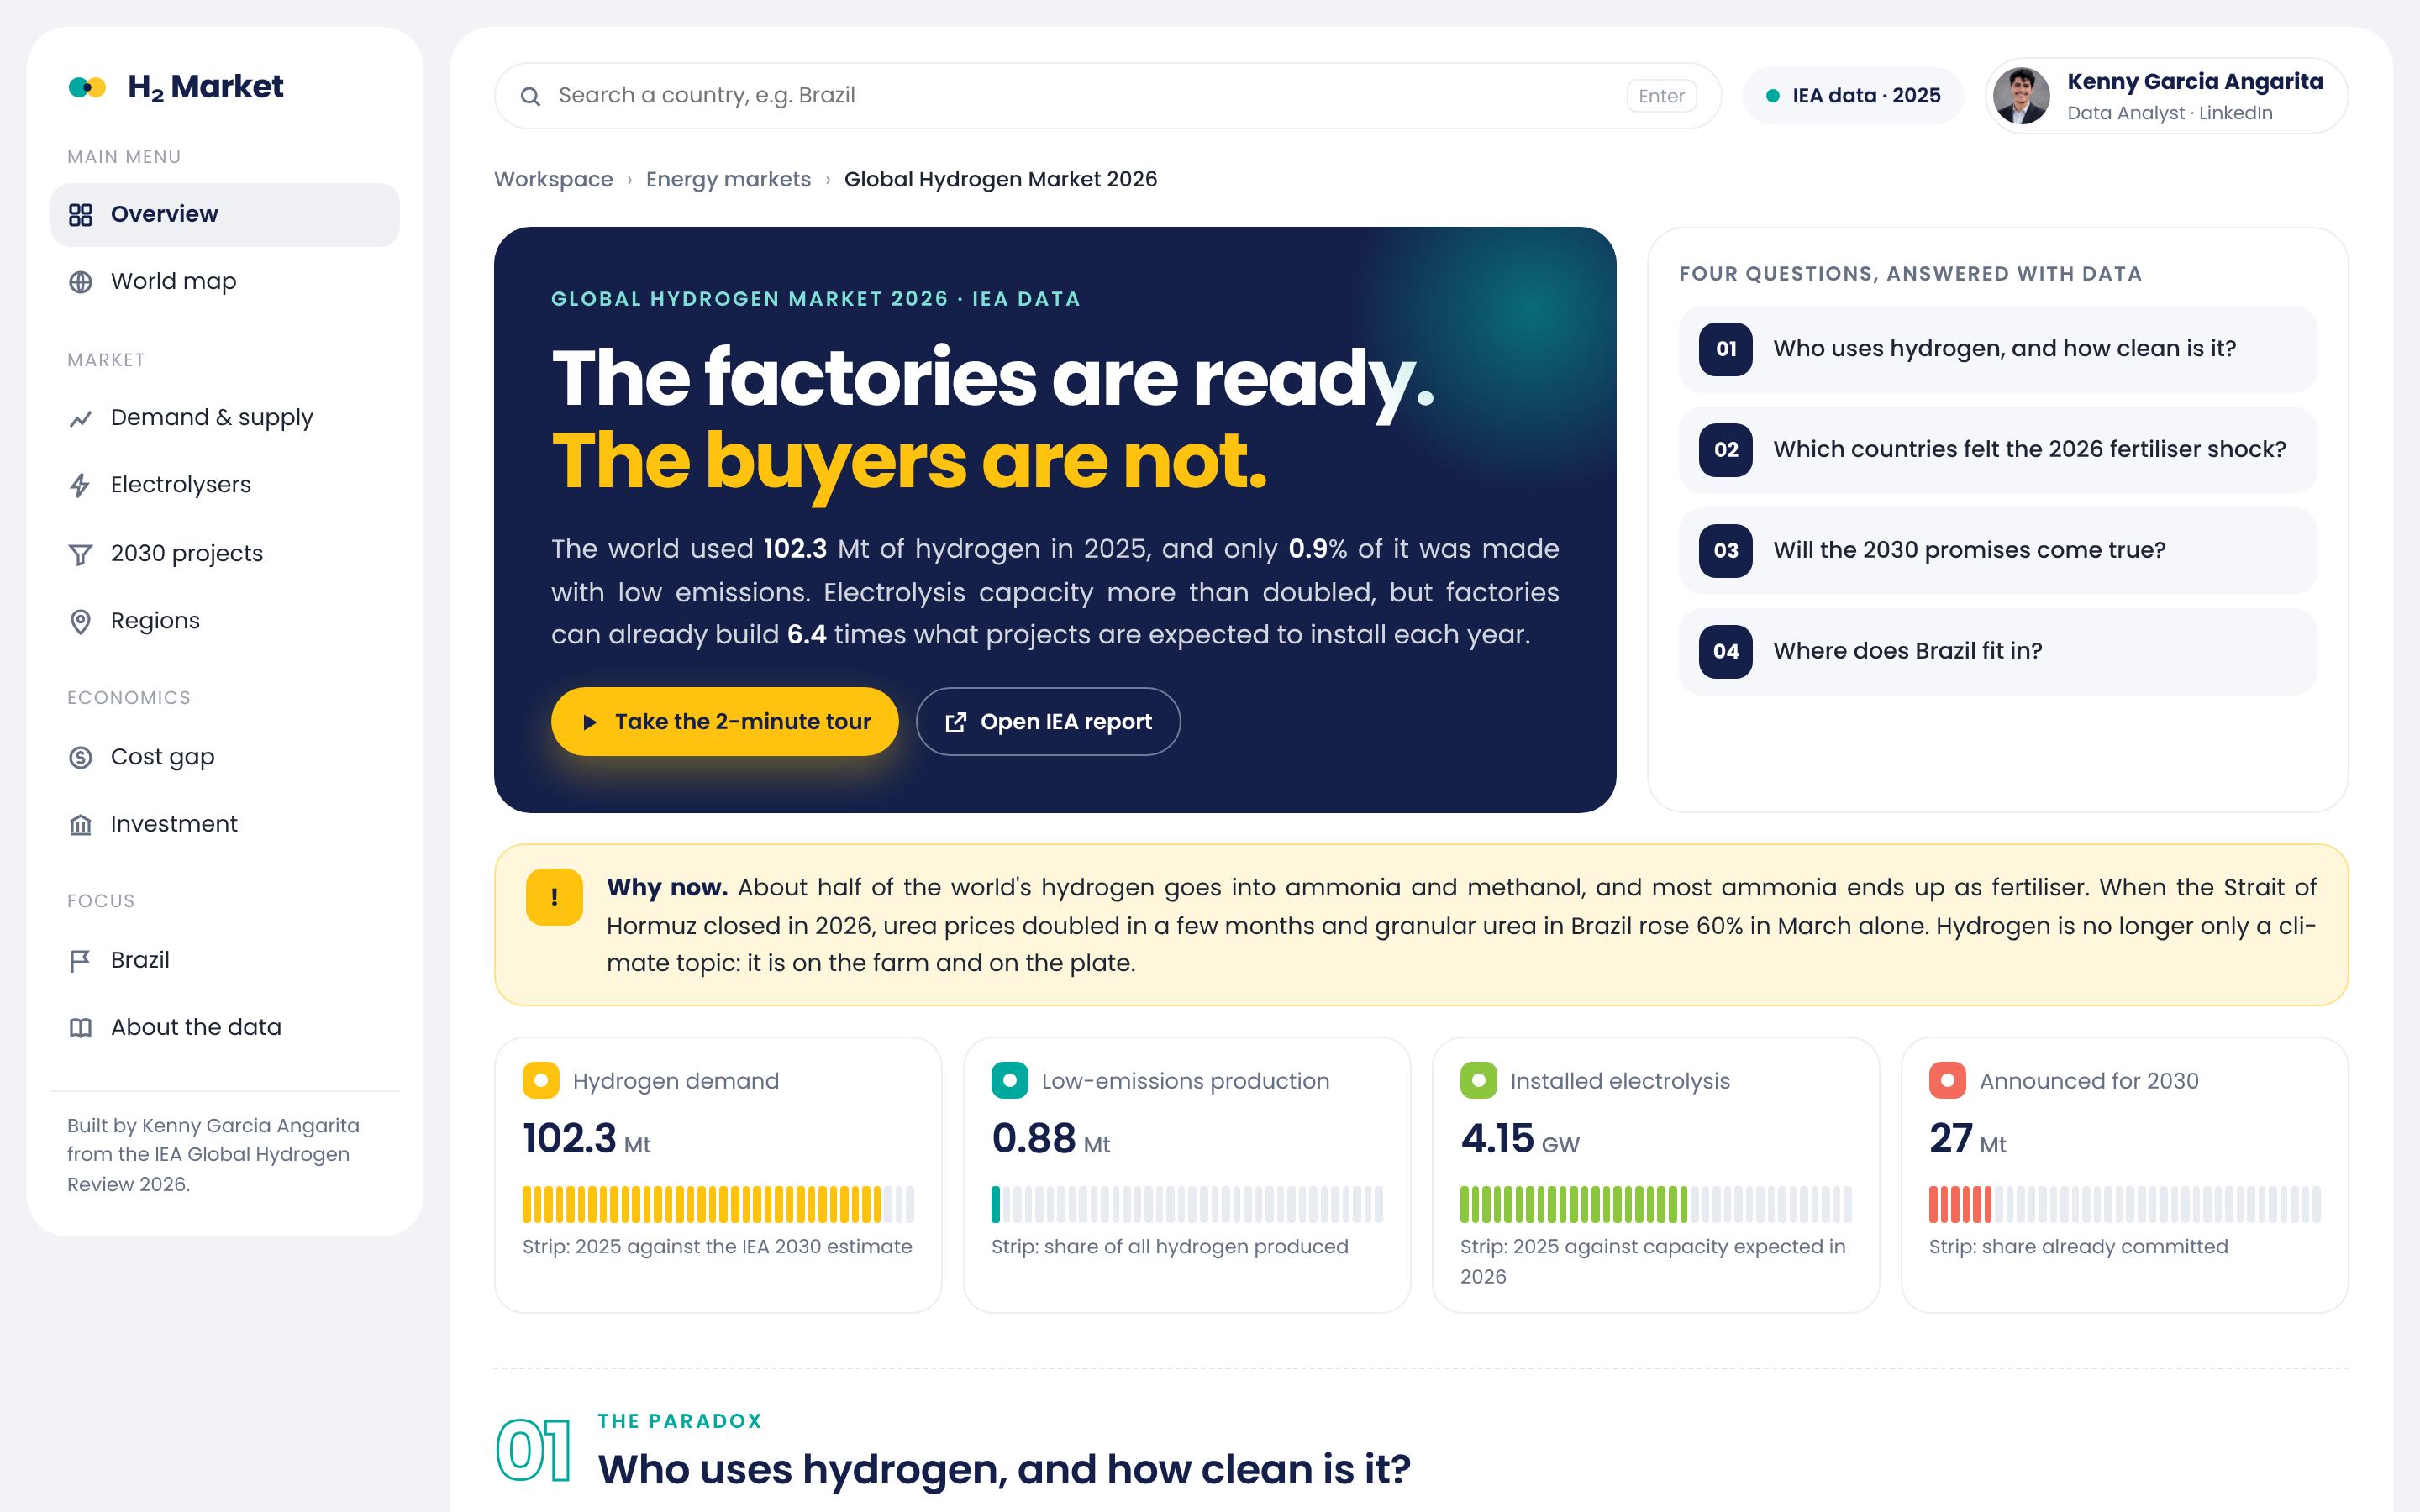 H₂ Market
MAIN MENU
Overview
World map
MARKET
Demand & supply
Electrolysers
2030 projects
Regions
ECONOMICS
Cost gap
Investment
FOCUS
Brazil
About the data
Built by Kenny Garcia Angarita
from the IEA Global Hydrogen
Review 2026.
Search a country, e.g. Brazil
Enter
IEA data · 2025
Kenny Garcia Angarita
Data Analyst · LinkedIn
Workspace › Energy markets › Global Hydrogen Market 2026
GLOBAL HYDROGEN MARKET 2026 · IEA DATA
The factories are ready.
The buyers are not.
The world used 102.3 Mt of hydrogen in 2025, and only 0.9% of it was made
with low emissions. Electrolysis capacity more than doubled, but factories
can already build 6.4 times what projects are expected to install each year.
Take the 2-minute tour
Open IEA report
FOUR QUESTIONS, ANSWERED WITH DATA
01 Who uses hydrogen, and how clean is it?
02 Which countries felt the 2026 fertiliser shock?
03 Will the 2030 promises come true?
04 Where does Brazil fit in?
!
Why now. About half of the world's hydrogen goes into ammonia and methanol, and most ammonia ends up as fertiliser. When the Strait of
Hormuz closed in 2026, urea prices doubled in a few months and granular urea in Brazil rose 60% in March alone. Hydrogen is no longer only a cli-
mate topic: it is on the farm and on the plate.
Hydrogen demand
102.3 Mt
Strip: 2025 against the IEA 2030 estimate
Low-emissions production
0.88 Mt
Strip: share of all hydrogen produced
Installed electrolysis
4.15 GW
Strip: 2025 against capacity expected in
2026
Announced for 2030
27 Mt
Strip: share already committed
01
THE PARADOX
Who uses hydrogen, and how clean is it?